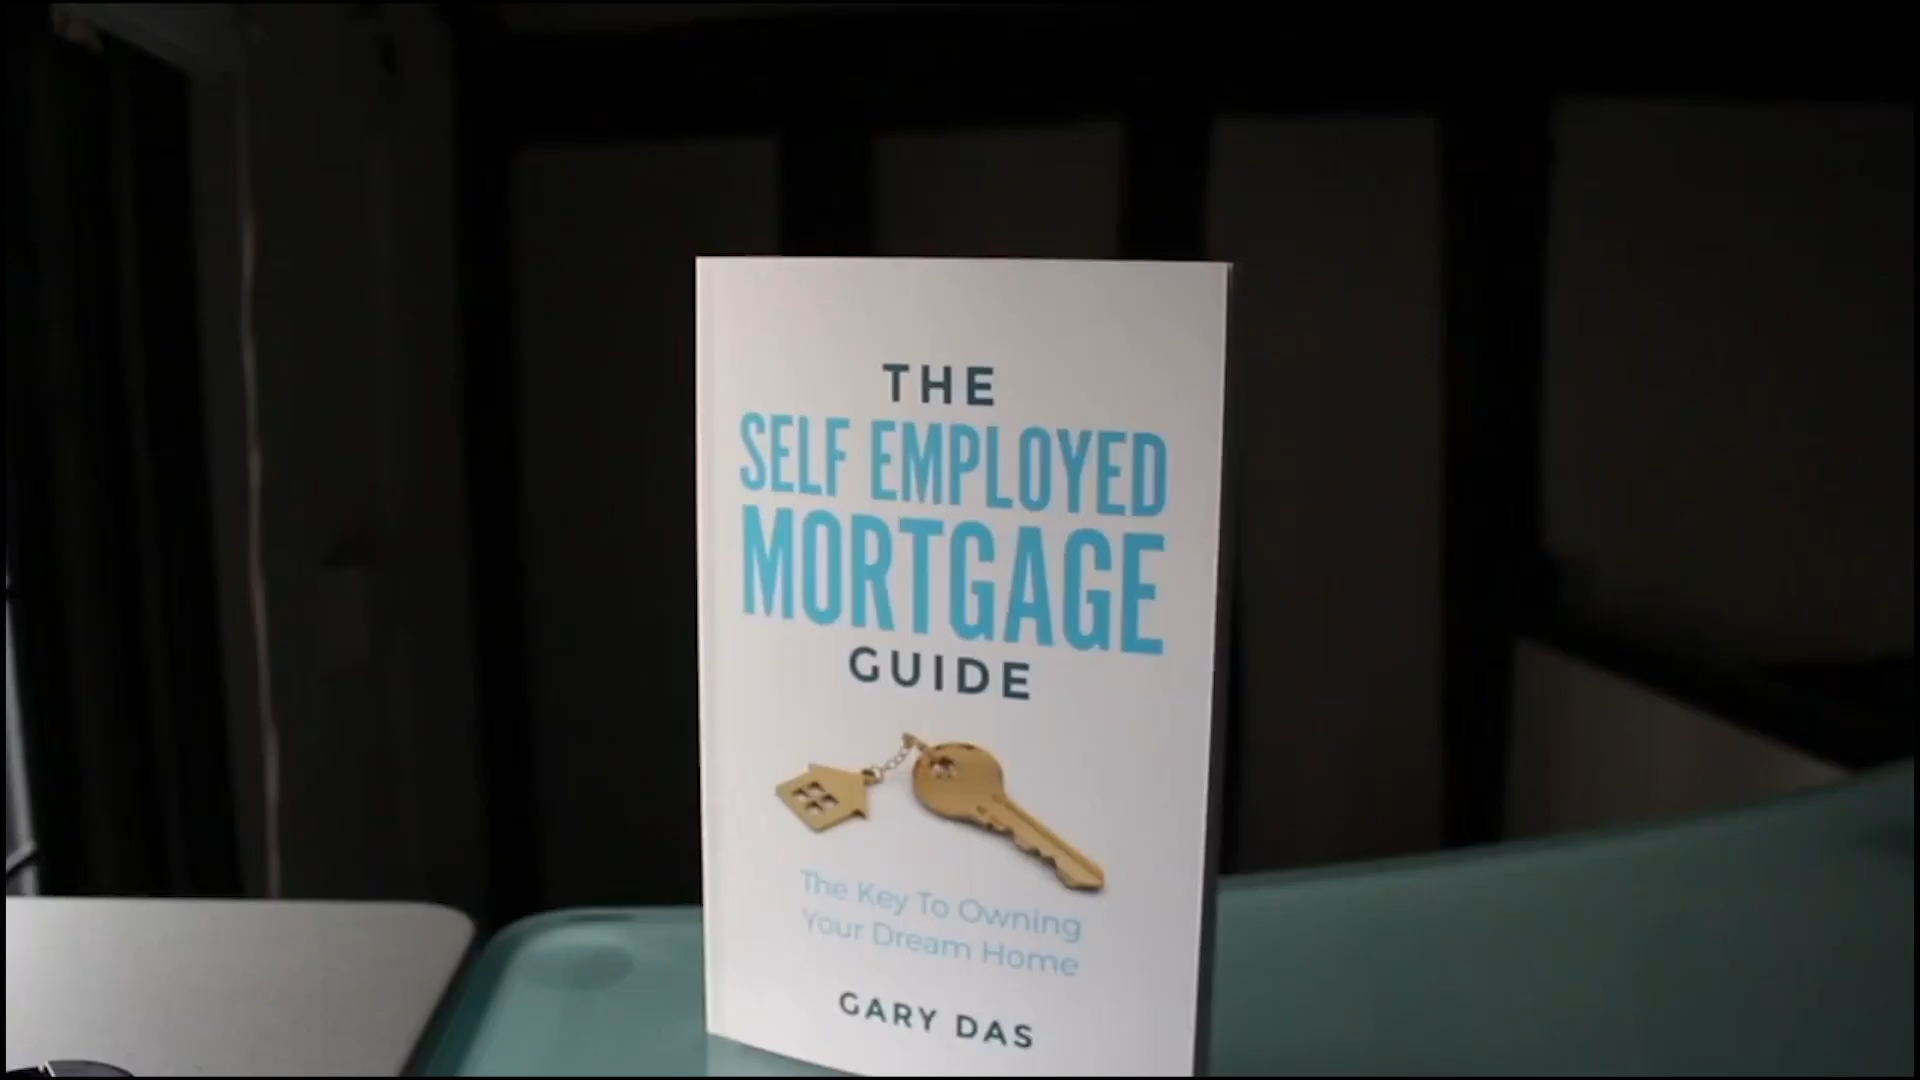 THE
SELF EMPLOYED
MORTGAGE
GUIDE
The Key To Owning
Your Dream Home
GARY DAS